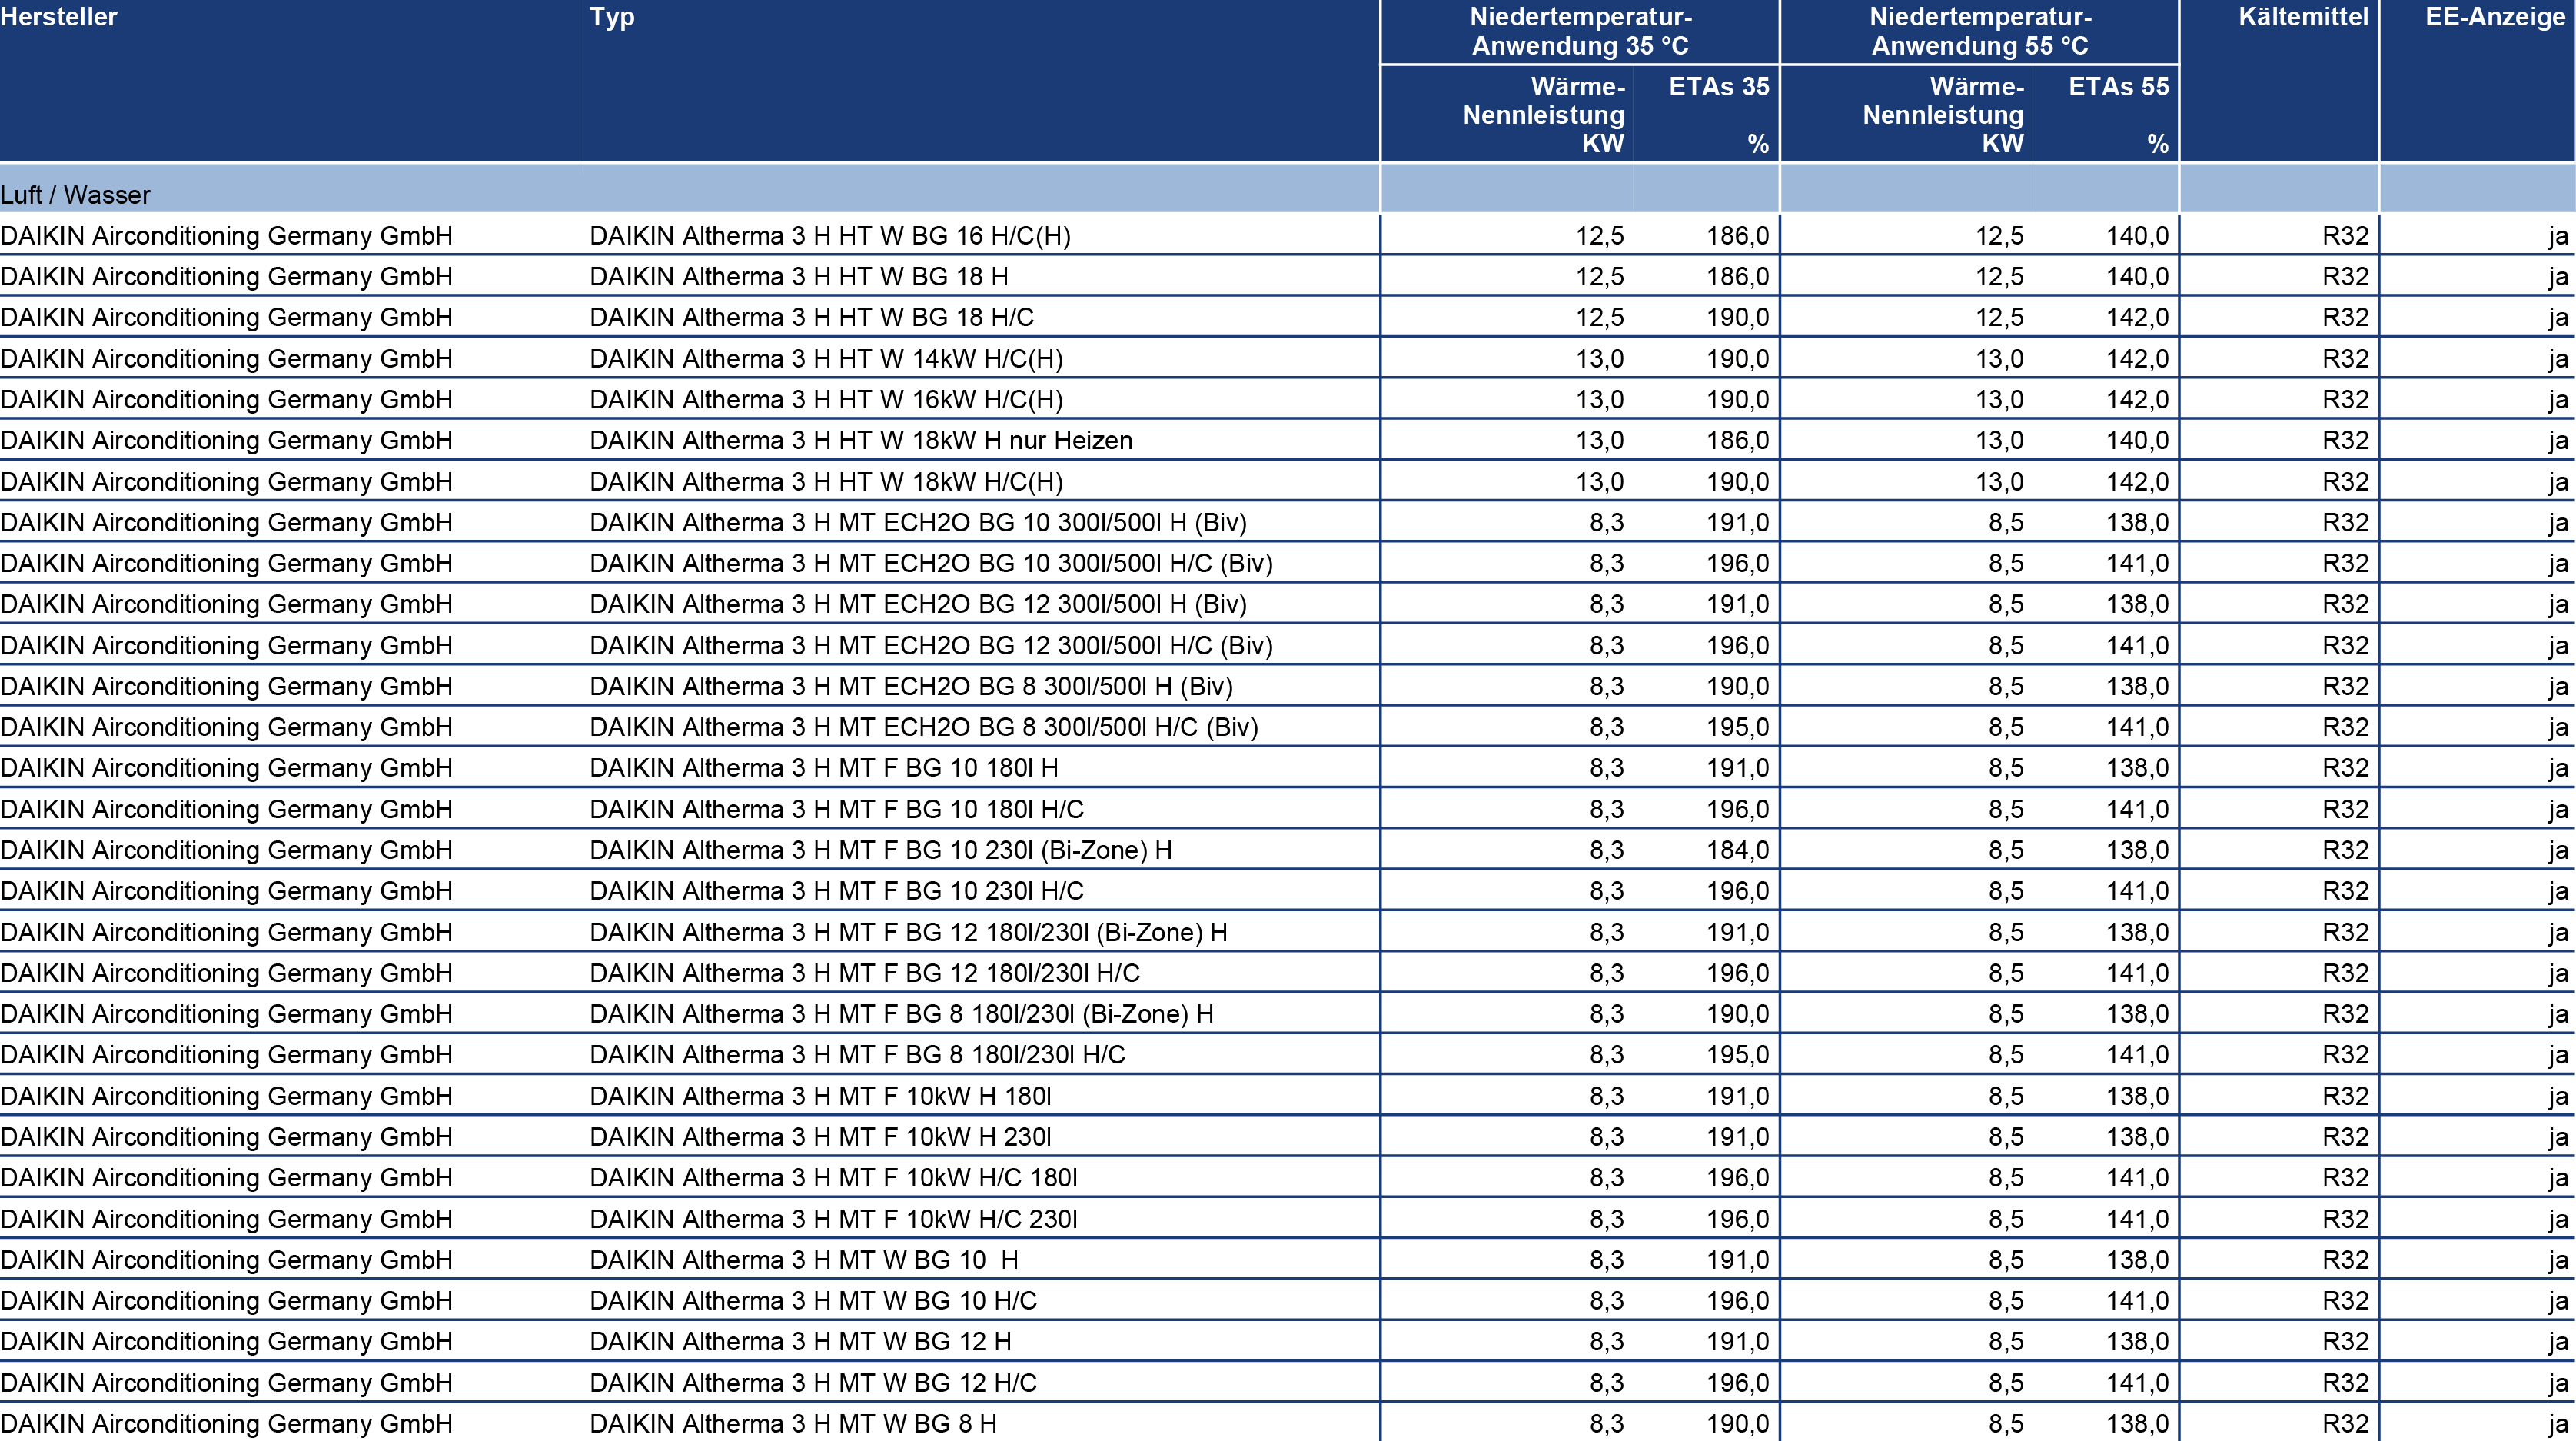 Hersteller Typ Niedertemperatur- Niedertemperatur- Kältemittel EE-Anzeige
Anwendung 35 °C Anwendung 55 °C
Wärme- ETAs 35 Wärme- ETAs 55
Nennleistung Nennleistung
KW % KW %
Luft / Wasser
DAIKIN Airconditioning Germany GmbH DAIKIN Altherma 3 H HT W BG 16 H/C(H) 12,5 186,0 12,5 140,0 R32 ja
DAIKIN Airconditioning Germany GmbH DAIKIN Altherma 3 H HT W BG 18 H 12,5 186,0 12,5 140,0 R32 ja
DAIKIN Airconditioning Germany GmbH DAIKIN Altherma 3 H HT W BG 18 H/C 12,5 190,0 12,5 142,0 R32 ja
DAIKIN Airconditioning Germany GmbH DAIKIN Altherma 3 H HT W 14kW H/C(H) 13,0 190,0 13,0 142,0 R32 ja
DAIKIN Airconditioning Germany GmbH DAIKIN Altherma 3 H HT W 16kW H/C(H) 13,0 190,0 13,0 142,0 R32 ja
DAIKIN Airconditioning Germany GmbH DAIKIN Altherma 3 H HT W 18kW H nur Heizen 13,0 186,0 13,0 140,0 R32 ja
DAIKIN Airconditioning Germany GmbH DAIKIN Altherma 3 H HT W 18kW H/C(H) 13,0 190,0 13,0 142,0 R32 ja
DAIKIN Airconditioning Germany GmbH DAIKIN Altherma 3 H MT ECH2O BG 10 300l/500l H (Biv) 8,3 191,0 8,5 138,0 R32 ja
DAIKIN Airconditioning Germany GmbH DAIKIN Altherma 3 H MT ECH2O BG 10 300l/500l H/C (Biv) 8,3 196,0 8,5 141,0 R32 ja
DAIKIN Airconditioning Germany GmbH DAIKIN Altherma 3 H MT ECH2O BG 12 300l/500l H (Biv) 8,3 191,0 8,5 138,0 R32 ja
DAIKIN Airconditioning Germany GmbH DAIKIN Altherma 3 H MT ECH2O BG 12 300l/500l H/C (Biv) 8,3 196,0 8,5 141,0 R32 ja
DAIKIN Airconditioning Germany GmbH DAIKIN Altherma 3 H MT ECH2O BG 8 300l/500l H (Biv) 8,3 190,0 8,5 138,0 R32 ja
DAIKIN Airconditioning Germany GmbH DAIKIN Altherma 3 H MT ECH2O BG 8 300l/500l H/C (Biv) 8,3 195,0 8,5 141,0 R32 ja
DAIKIN Airconditioning Germany GmbH DAIKIN Altherma 3 H MT F BG 10 180l H 8,3 191,0 8,5 138,0 R32 ja
DAIKIN Airconditioning Germany GmbH DAIKIN Altherma 3 H MT F BG 10 180l H/C 8,3 196,0 8,5 141,0 R32 ja
DAIKIN Airconditioning Germany GmbH DAIKIN Altherma 3 H MT F BG 10 230l (Bi-Zone) H 8,3 184,0 8,5 138,0 R32 ja
DAIKIN Airconditioning Germany GmbH DAIKIN Altherma 3 H MT F BG 10 230l H/C 8,3 196,0 8,5 141,0 R32 ja
DAIKIN Airconditioning Germany GmbH DAIKIN Altherma 3 H MT F BG 12 180l/230l (Bi-Zone) H 8,3 191,0 8,5 138,0 R32 ja
DAIKIN Airconditioning Germany GmbH DAIKIN Altherma 3 H MT F BG 12 180l/230l H/C 8,3 196,0 8,5 141,0 R32 ja
DAIKIN Airconditioning Germany GmbH DAIKIN Altherma 3 H MT F BG 8 180l/230l (Bi-Zone) H 8,3 190,0 8,5 138,0 R32 ja
DAIKIN Airconditioning Germany GmbH DAIKIN Altherma 3 H MT F BG 8 180l/230l H/C 8,3 195,0 8,5 141,0 R32 ja
DAIKIN Airconditioning Germany GmbH DAIKIN Altherma 3 H MT F 10kW H 180l 8,3 191,0 8,5 138,0 R32 ja
DAIKIN Airconditioning Germany GmbH DAIKIN Altherma 3 H MT F 10kW H 230l 8,3 191,0 8,5 138,0 R32 ja
DAIKIN Airconditioning Germany GmbH DAIKIN Altherma 3 H MT F 10kW H/C 180l 8,3 196,0 8,5 141,0 R32 ja
DAIKIN Airconditioning Germany GmbH DAIKIN Altherma 3 H MT F 10kW H/C 230l 8,3 196,0 8,5 141,0 R32 ja
DAIKIN Airconditioning Germany GmbH DAIKIN Altherma 3 H MT W BG 10  H 8,3 191,0 8,5 138,0 R32 ja
DAIKIN Airconditioning Germany GmbH DAIKIN Altherma 3 H MT W BG 10 H/C 8,3 196,0 8,5 141,0 R32 ja
DAIKIN Airconditioning Germany GmbH DAIKIN Altherma 3 H MT W BG 12 H 8,3 191,0 8,5 138,0 R32 ja
DAIKIN Airconditioning Germany GmbH DAIKIN Altherma 3 H MT W BG 12 H/C 8,3 196,0 8,5 141,0 R32 ja
DAIKIN Airconditioning Germany GmbH DAIKIN Altherma 3 H MT W BG 8 H 8,3 190,0 8,5 138,0 R32 ja